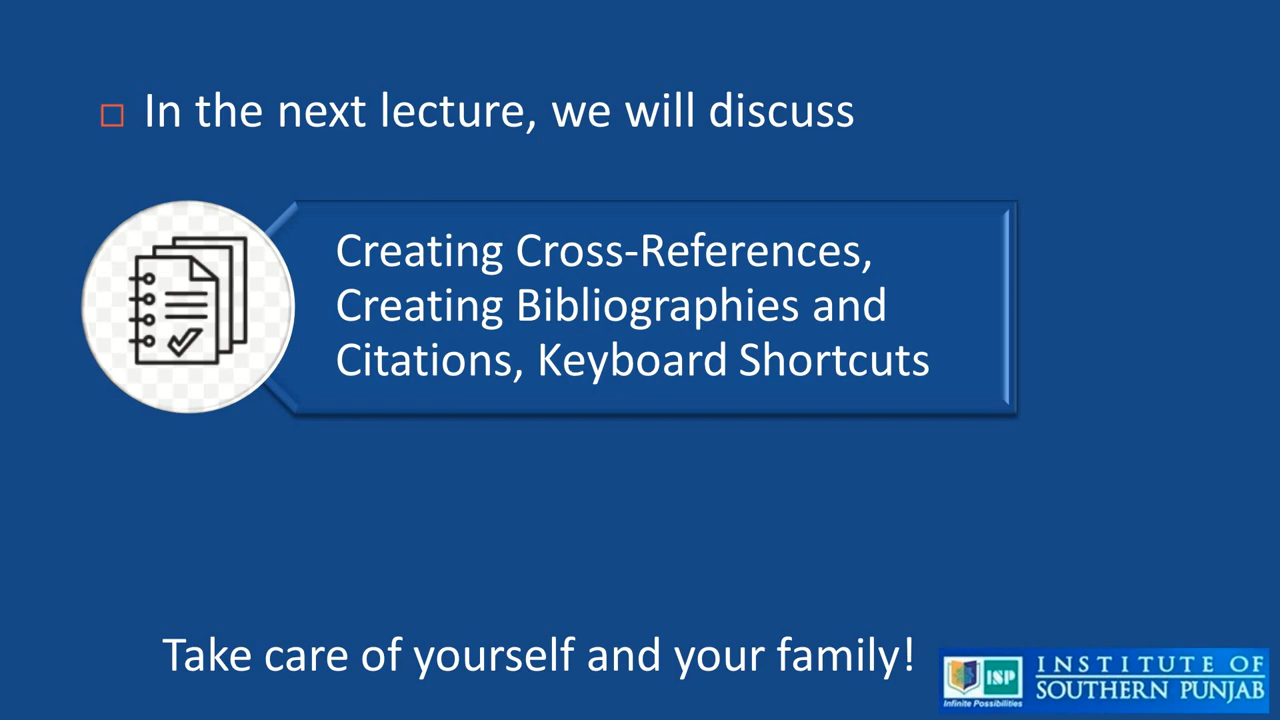 In the next lecture, we will discuss
Creating Cross-References,
Creating Bibliographies and
Citations, Keyboard Shortcuts
Take care of yourself and your family!
ISP
Infinite Possibilities
INSTITUTE OF
SOUTHERN PUNJAB